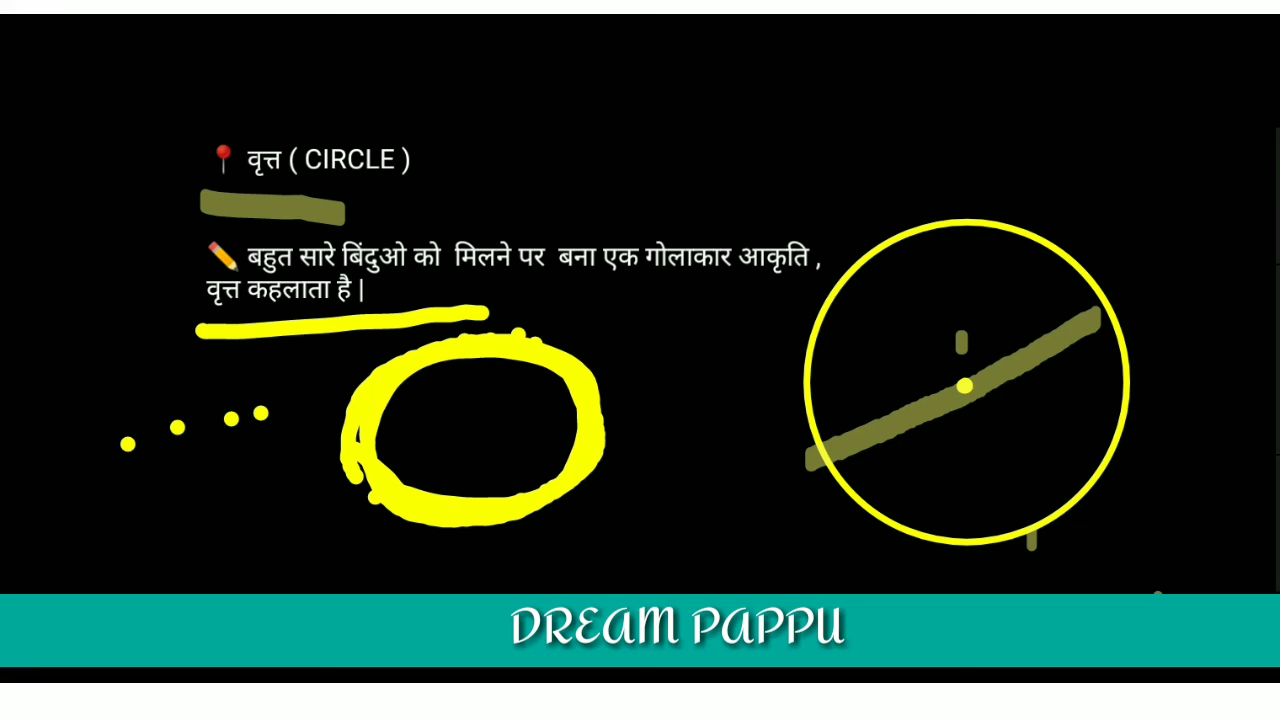 📍 वृत्त ( CIRCLE )
✏️ बहुत सारे बिंदुओ को मिलने पर बना एक गोलाकार आकृति ,
वृत्त कहलाता है |
DREAM PAPPU